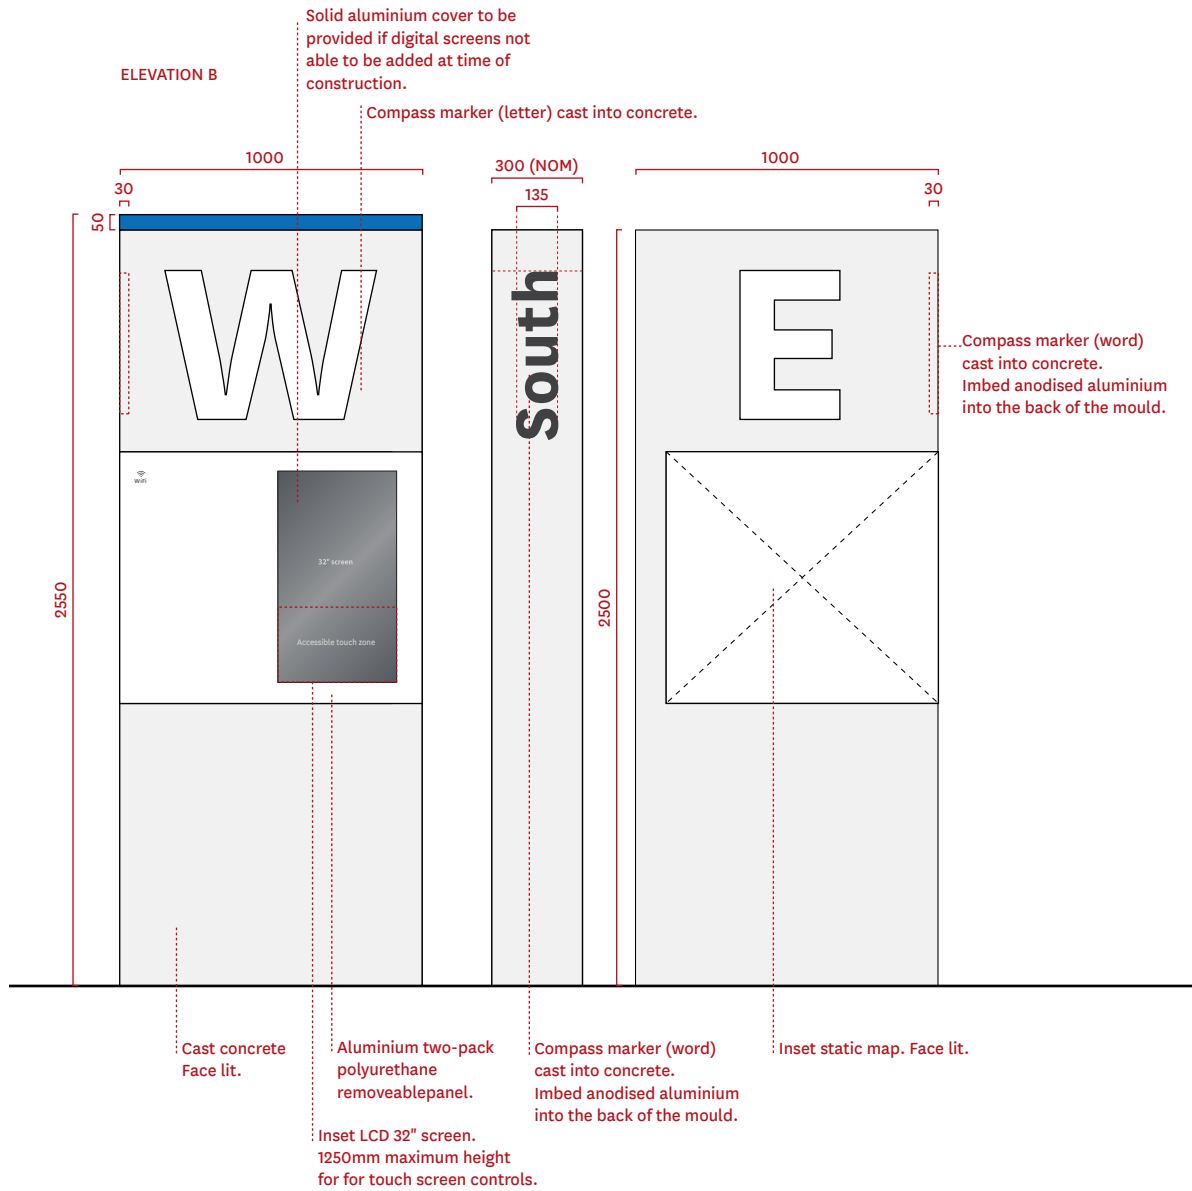 Solid aluminium cover to be
provided if digital screens not
able to be added at time of
construction.
ELEVATION B
Compass marker (letter) cast into concrete.
1000
300 (NOM)
1000
30
135
30
50
W
South
E
Compass marker (word)
cast into concrete.
Imbed anodised aluminium
into the back of the mould.
WiFi
32" screen
2550
2500
Accessible touch zone
Cast concrete
Face lit.
Aluminium two-pack
polyurethane
removeablepanel.
Compass marker (word)
cast into concrete.
Imbed anodised aluminium
into the back of the mould.
Inset static map. Face lit.
Inset LCD 32" screen.
1250mm maximum height
for for touch screen controls.